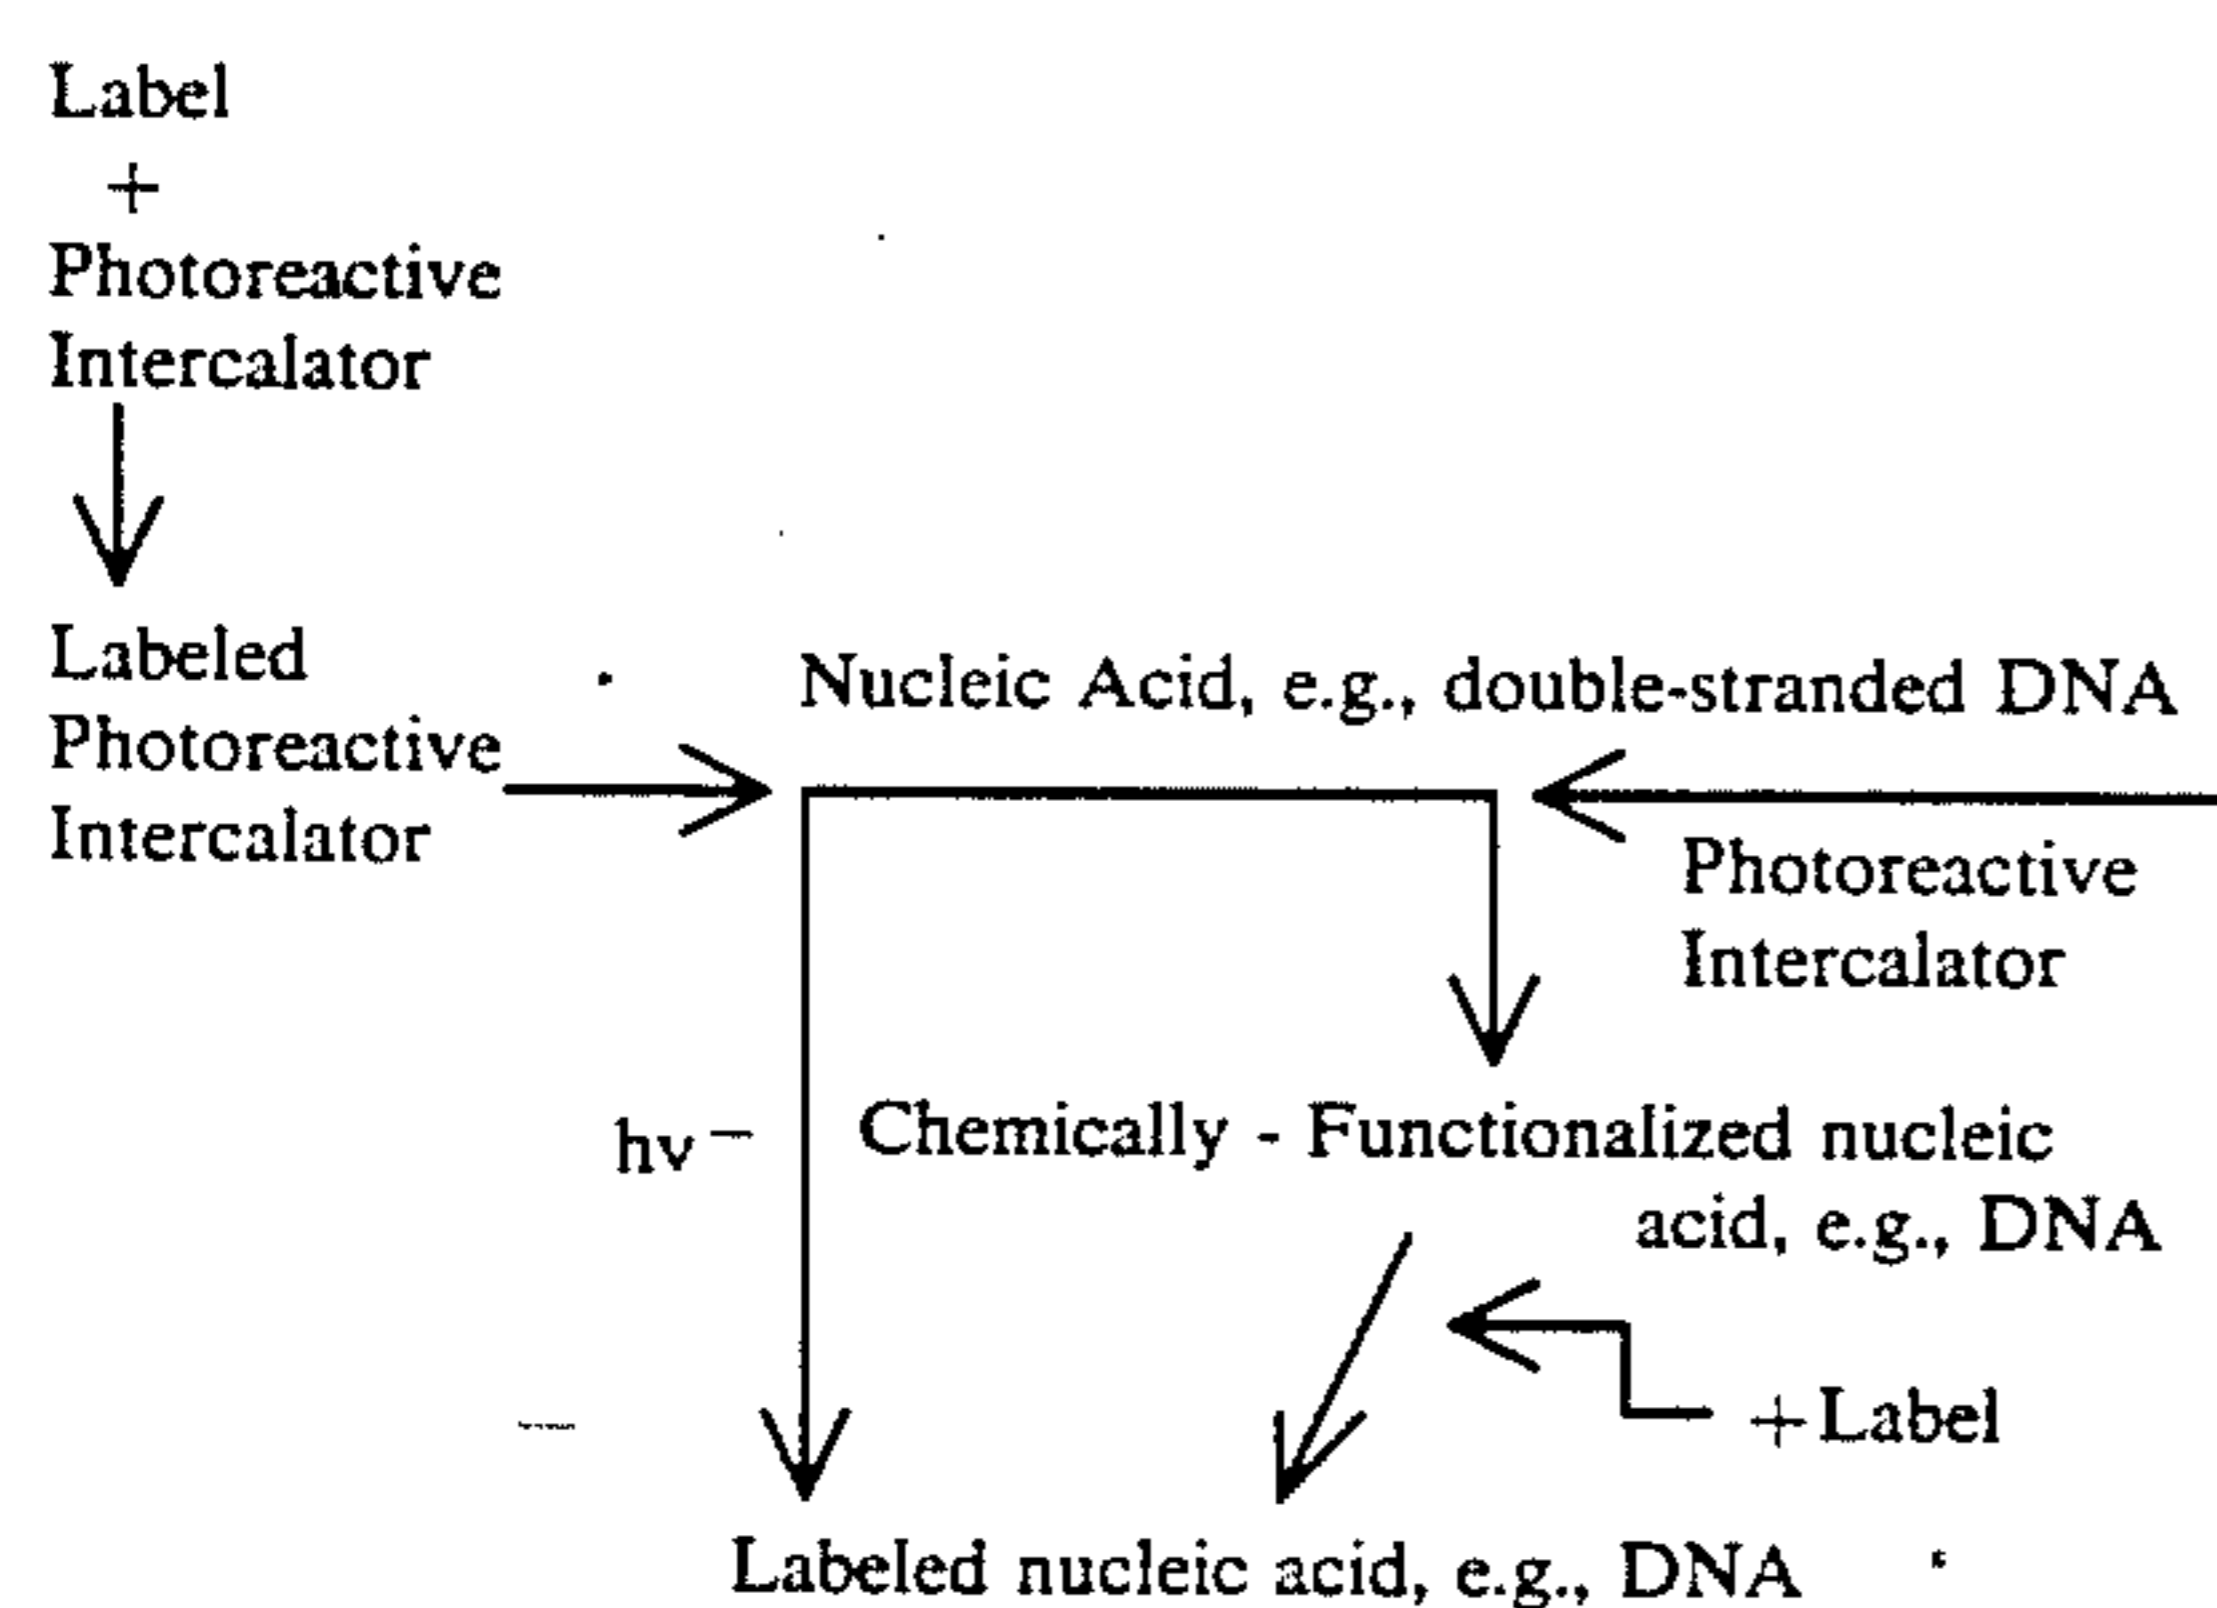 Label
+
Photoreactive
Intercalator
Labeled
Photoreactive
Intercalator
Nucleic Acid, e.g., double-stranded DNA
Photoreactive
Intercalator
hν
Chemically - Functionalized nucleic
acid, e.g., DNA
+Label
Labeled nucleic acid, e.g., DNA